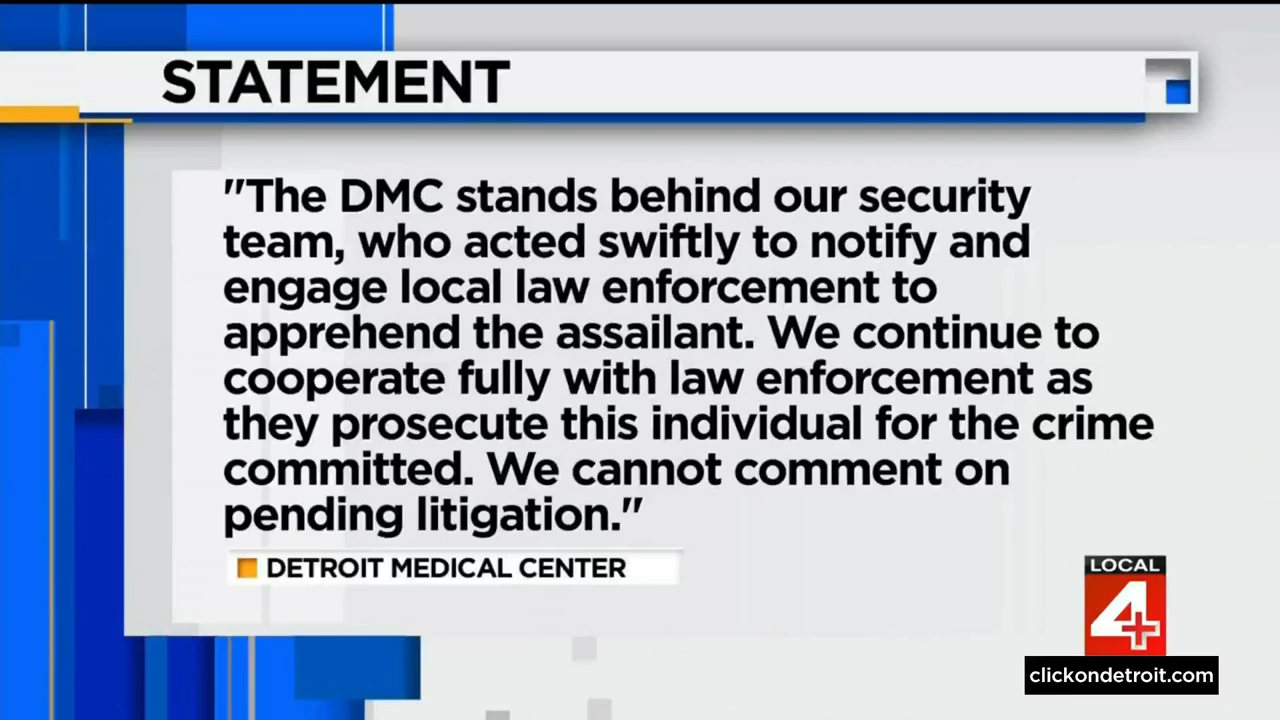 STATEMENT
"The DMC stands behind our security
team, who acted swiftly to notify and
engage local law enforcement to
apprehend the assailant. We continue to
cooperate fully with law enforcement as
they prosecute this individual for the crime
committed. We cannot comment on
pending litigation."
DETROIT MEDICAL CENTER
LOCAL
4+
clickondetroit.com